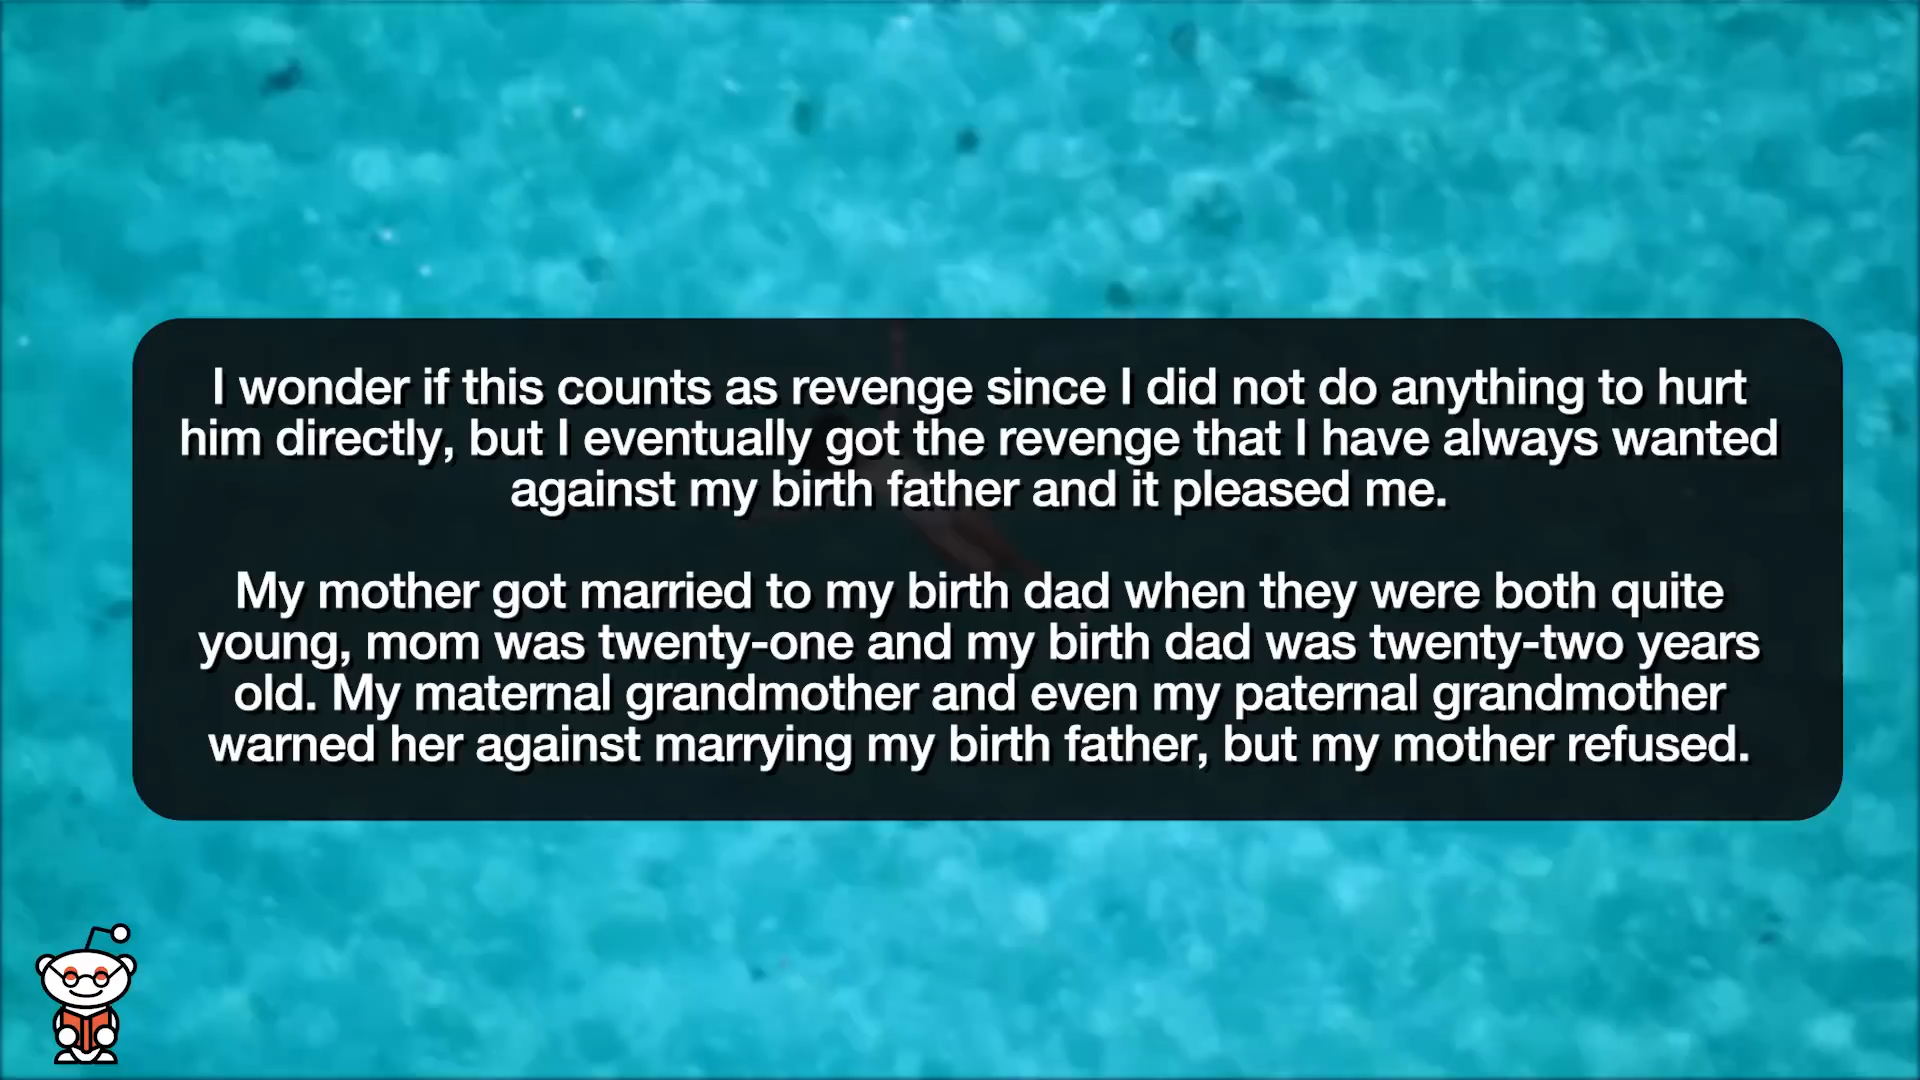 I wonder if this counts as revenge since I did not do anything to hurt
him directly, but I eventually got the revenge that I have always wanted
against my birth father and it pleased me.
My mother got married to my birth dad when they were both quite
young, mom was twenty-one and my birth dad was twenty-two years
old. My maternal grandmother and even my paternal grandmother
warned her against marrying my birth father, but my mother refused.